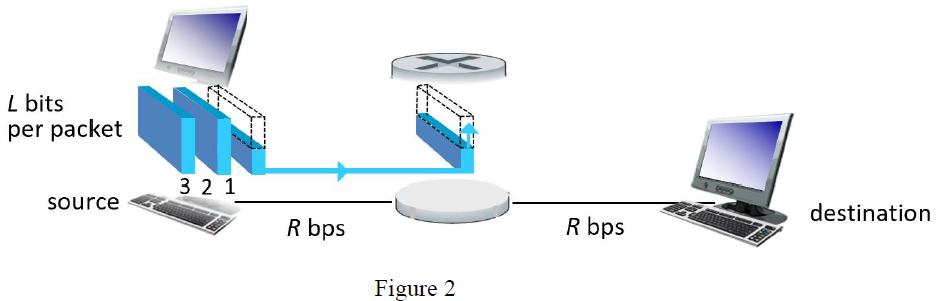 L bits
per packet
3 2 1
source
R bps
R bps
destination
Figure 2